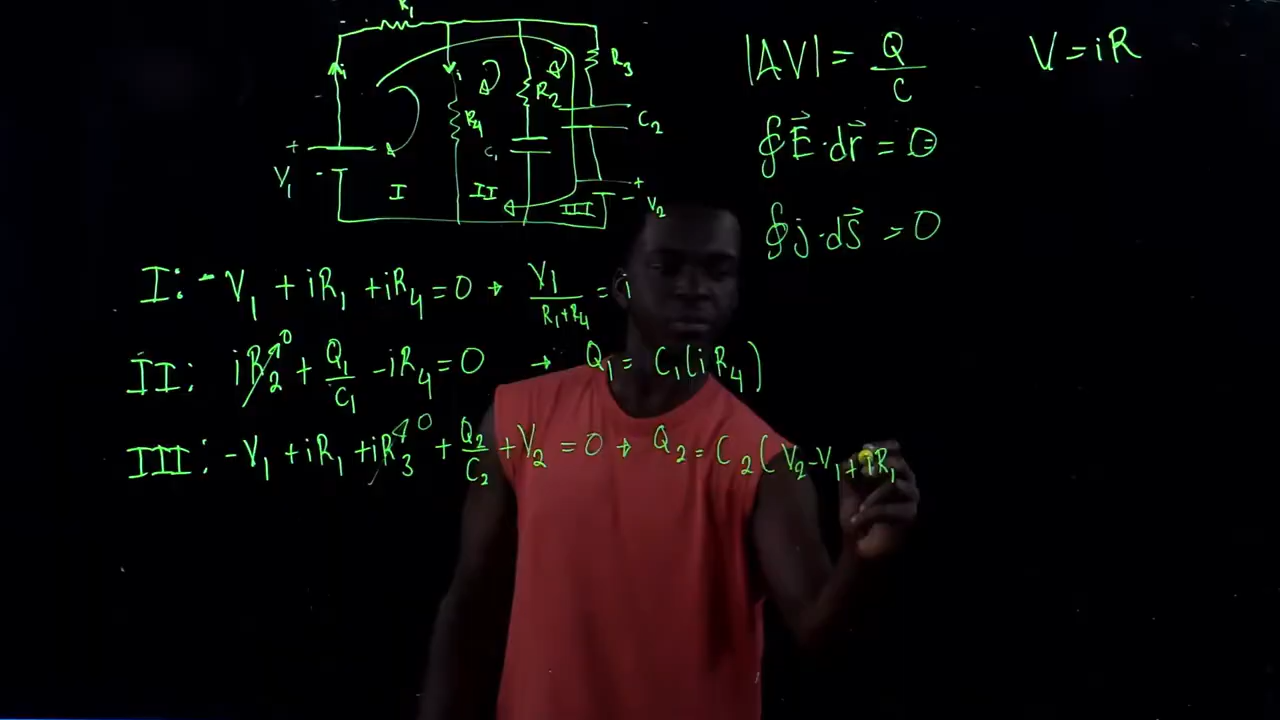 R₁
|ΔV| = Q/C
V = iR
i
i
R₄
R₂
R₃
C₁
C₂
+
V₁
-
+
- V₂
I
II
III
∮E⃗·dr⃗ = 0
∮j·dS⃗ = 0
I: -V₁ + iR₁ + iR₄ = 0 → V₁/(R₁+R₄) = i
II: iR₂→0 + Q₁/C₁ - iR₄ = 0 → Q₁ = C₁(iR₄)
III: -V₁ + iR₁ + iR₃→0 + Q₂/C₂ + V₂ = 0 → Q₂ = C₂(V₂-V₁+iR₁